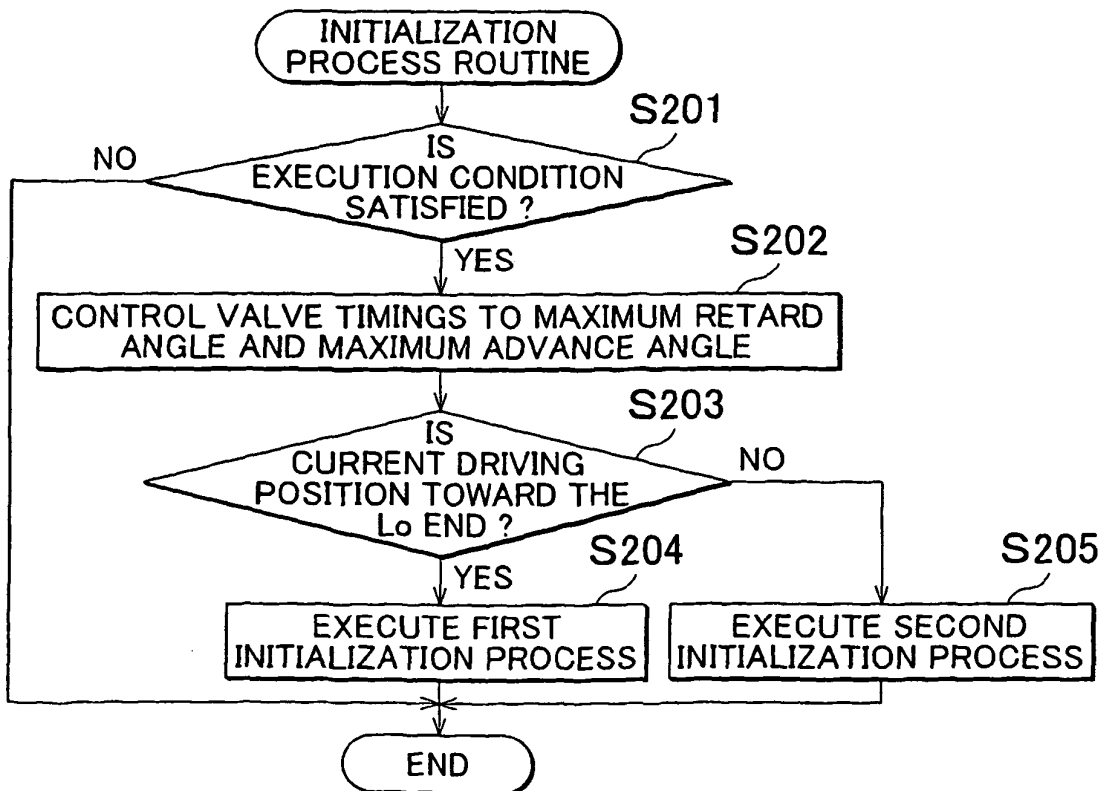 INITIALIZATION
PROCESS ROUTINE
S201
NO
IS
EXECUTION CONDITION
SATISFIED ?
YES
S202
CONTROL VALVE TIMINGS TO MAXIMUM RETARD
ANGLE AND MAXIMUM ADVANCE ANGLE
S203
IS
CURRENT DRIVING
POSITION TOWARD THE
Lo END ?
NO
YES
S204
EXECUTE FIRST
INITIALIZATION PROCESS
S205
EXECUTE SECOND
INITIALIZATION PROCESS
END